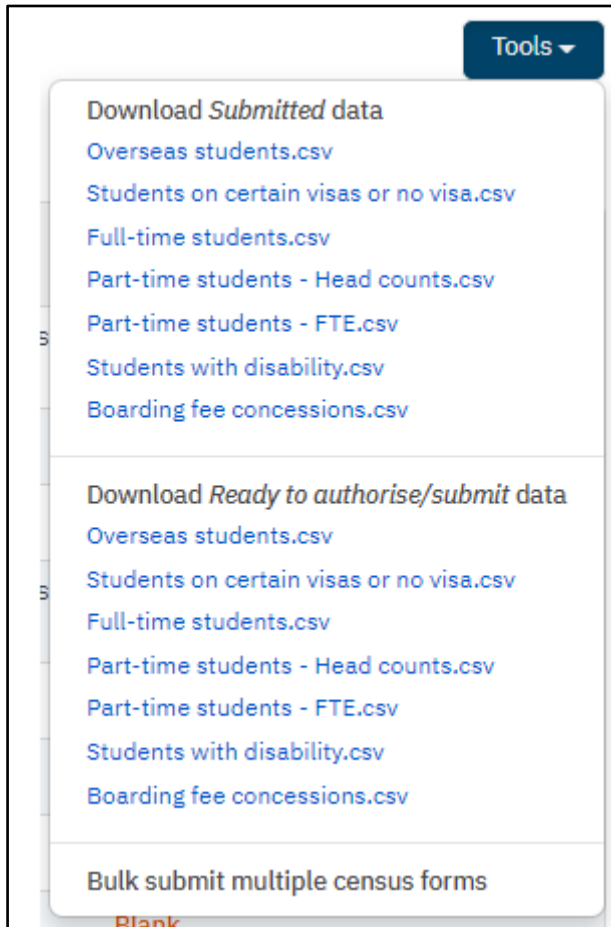 Tools
Download Submitted data
Overseas students.csv
Students on certain visas or no visa.csv
Full-time students.csv
Part-time students - Head counts.csv
s
Part-time students - FTE.csv
Students with disability.csv
Boarding fee concessions.csv
Download Ready to authorise/submit data
Overseas students.csv
Students on certain visas or no visa.csv
s
Full-time students.csv
Part-time students - Head counts.csv
Part-time students - FTE.csv
Students with disability.csv
Boarding fee concessions.csv
Bulk submit multiple census forms
Blank